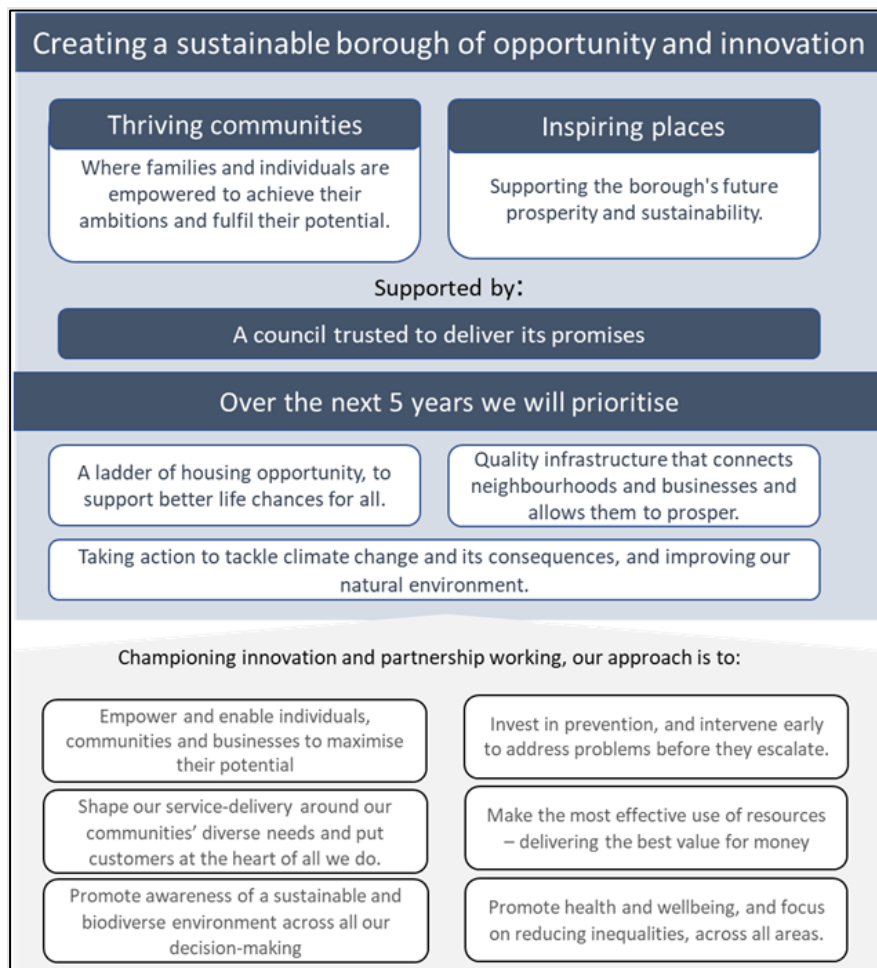 Creating a sustainable borough of opportunity and innovation
Thriving communities
Where families and individuals are
empowered to achieve their
ambitions and fulfil their potential.
Inspiring places
Supporting the borough's future
prosperity and sustainability.
Supported by:
A council trusted to deliver its promises
Over the next 5 years we will prioritise
A ladder of housing opportunity, to
support better life chances for all.
Quality infrastructure that connects
neighbourhoods and businesses and
allows them to prosper.
Taking action to tackle climate change and its consequences, and improving our
natural environment.
Championing innovation and partnership working, our approach is to:
Empower and enable individuals,
communities and businesses to maximise
their potential
Invest in prevention, and intervene early
to address problems before they escalate.
Shape our service-delivery around our
communities’ diverse needs and put
customers at the heart of all we do.
Make the most effective use of resources
– delivering the best value for money
Promote awareness of a sustainable and
biodiverse environment across all our
decision-making
Promote health and wellbeing, and focus
on reducing inequalities, across all areas.